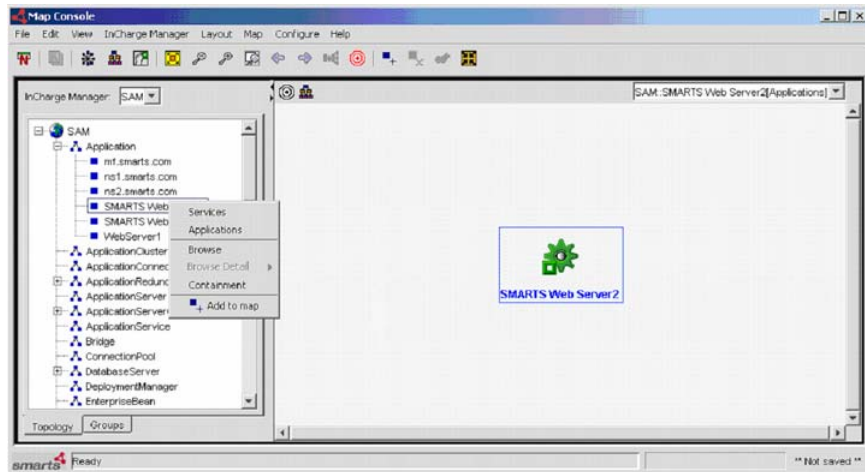 Map Console
File Edit View InCharge Manager Layout Map Configure Help
InCharge Manager: SAM
SAM::SMARTS Web Server2[Applications]
SAM
Application
mf.smarts.com
ns1.smarts.com
ns2.smarts.com
SMARTS Web
SMARTS Web
WebServer1
ApplicationCluster
ApplicationConnec
ApplicationRedunc
ApplicationServer
ApplicationServer
ApplicationService
Bridge
ConnectionPool
DatabaseServer
DeploymentManager
EnterpriseBean
Services
Applications
Browse
Browse Detail
Containment
Add to map
SMARTS Web Server2
Topology Groups
smarts Ready
** Not saved **